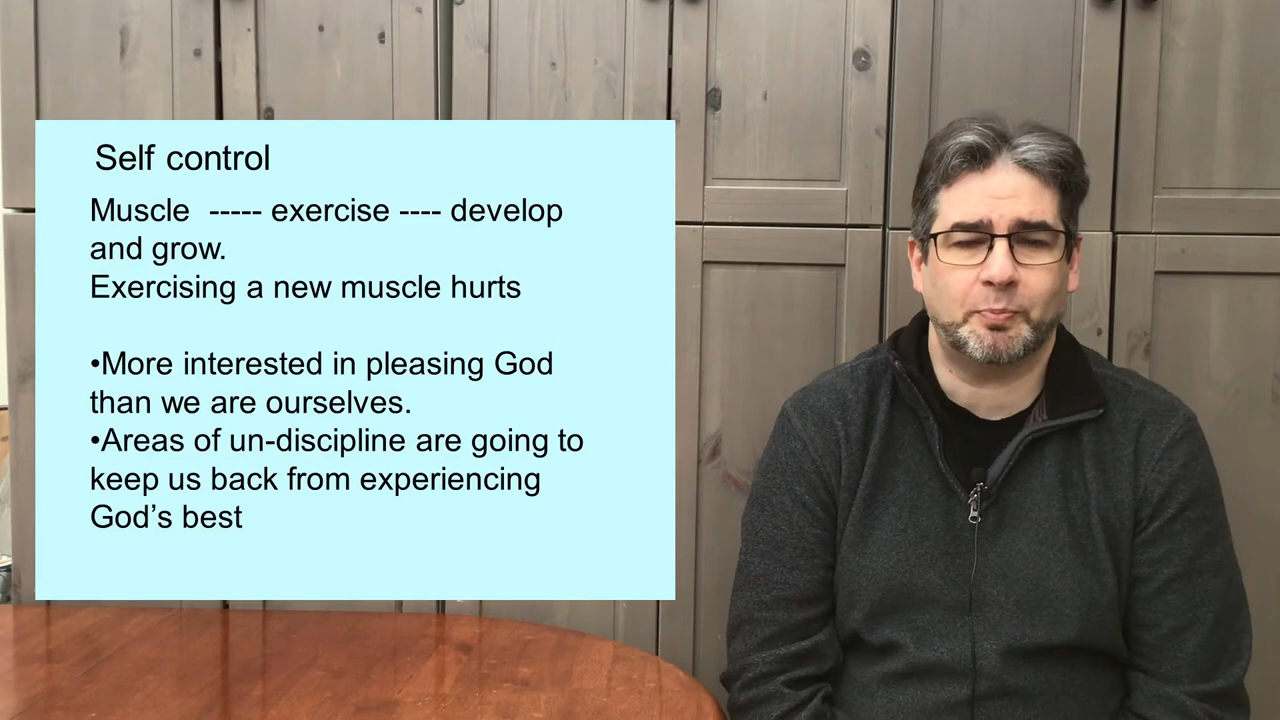 Self control
Muscle ----- exercise ---- develop
and grow.
Exercising a new muscle hurts
•More interested in pleasing God
than we are ourselves.
•Areas of un-discipline are going to
keep us back from experiencing
God’s best